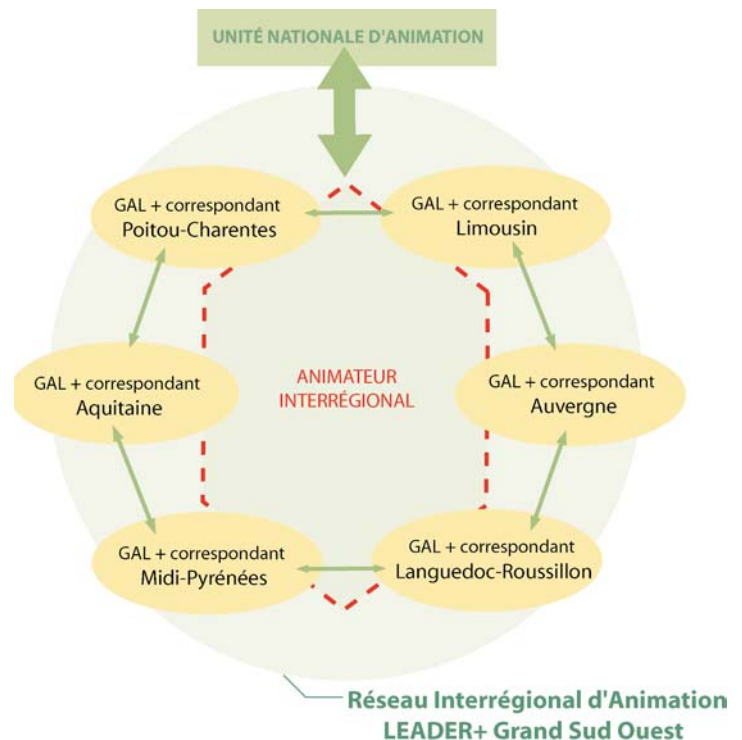 UNITÉ NATIONALE D'ANIMATION
GAL + correspondant
Poitou-Charentes
GAL + correspondant
Limousin
GAL + correspondant
Aquitaine
ANIMATEUR
INTERRÉGIONAL
GAL + correspondant
Auvergne
GAL + correspondant
Midi-Pyrénées
GAL + correspondant
Languedoc-Roussillon
Réseau Interrégional d'Animation
LEADER+ Grand Sud Ouest